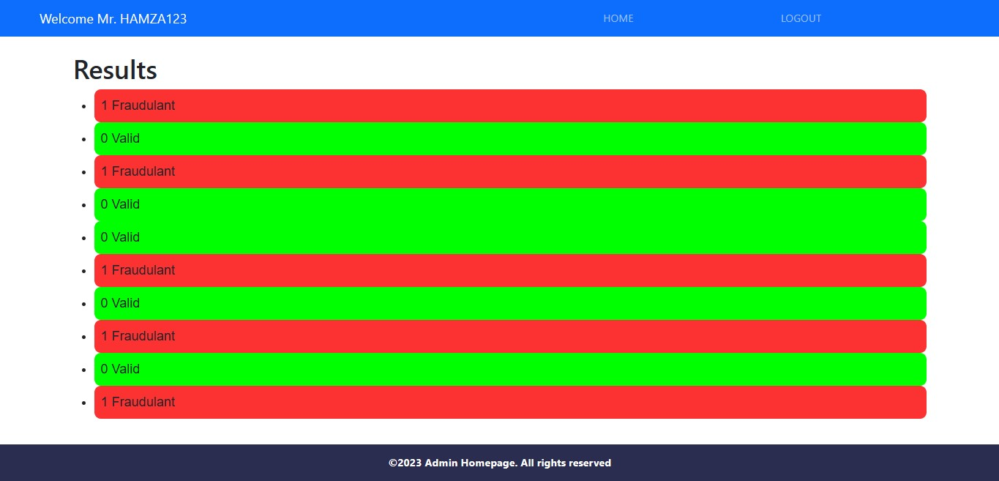 Welcome Mr. HAMZA123 HOME LOGOUT
Results
1 Fraudulant
0 Valid
1 Fraudulant
0 Valid
0 Valid
1 Fraudulant
0 Valid
1 Fraudulant
0 Valid
1 Fraudulant
©2023 Admin Homepage. All rights reserved